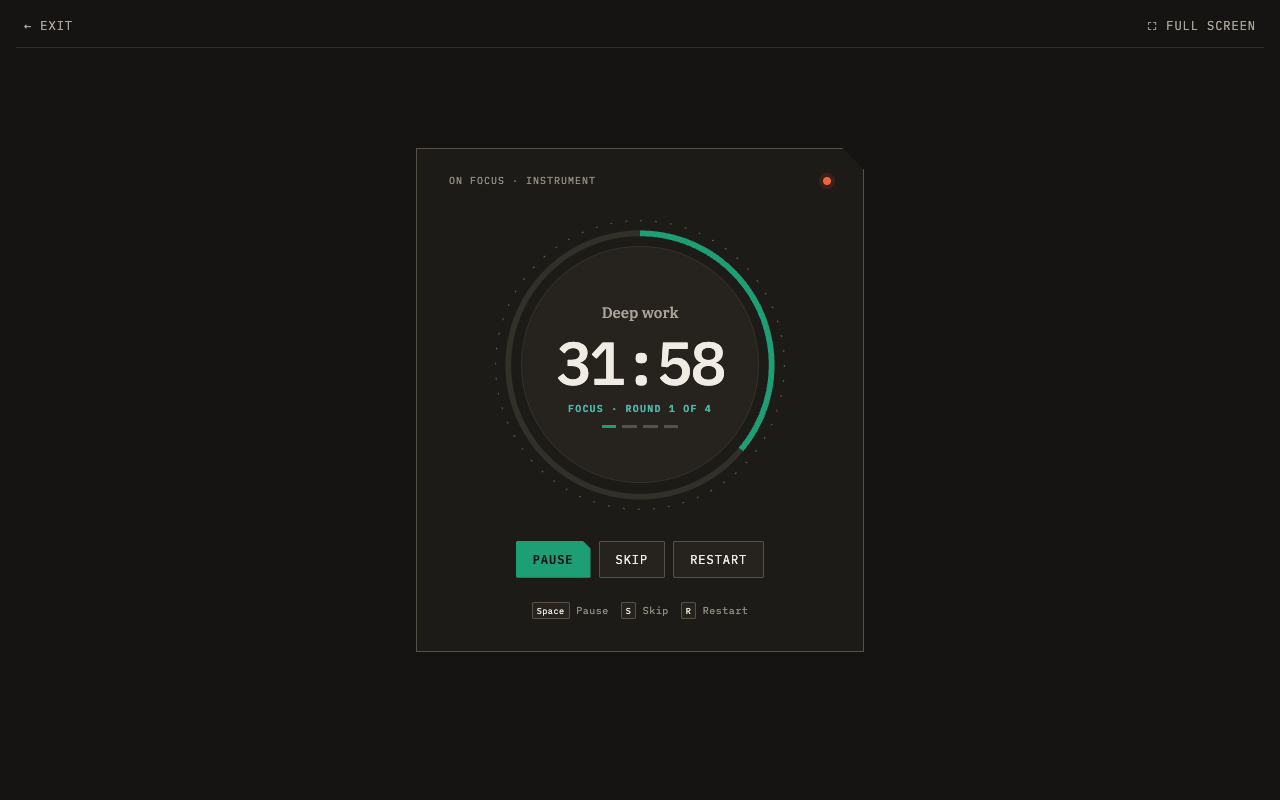 ← EXIT
FULL SCREEN
ON FOCUS · INSTRUMENT
Deep work
31:58
FOCUS · ROUND 1 OF 4
PAUSE
SKIP
RESTART
Space Pause S Skip R Restart